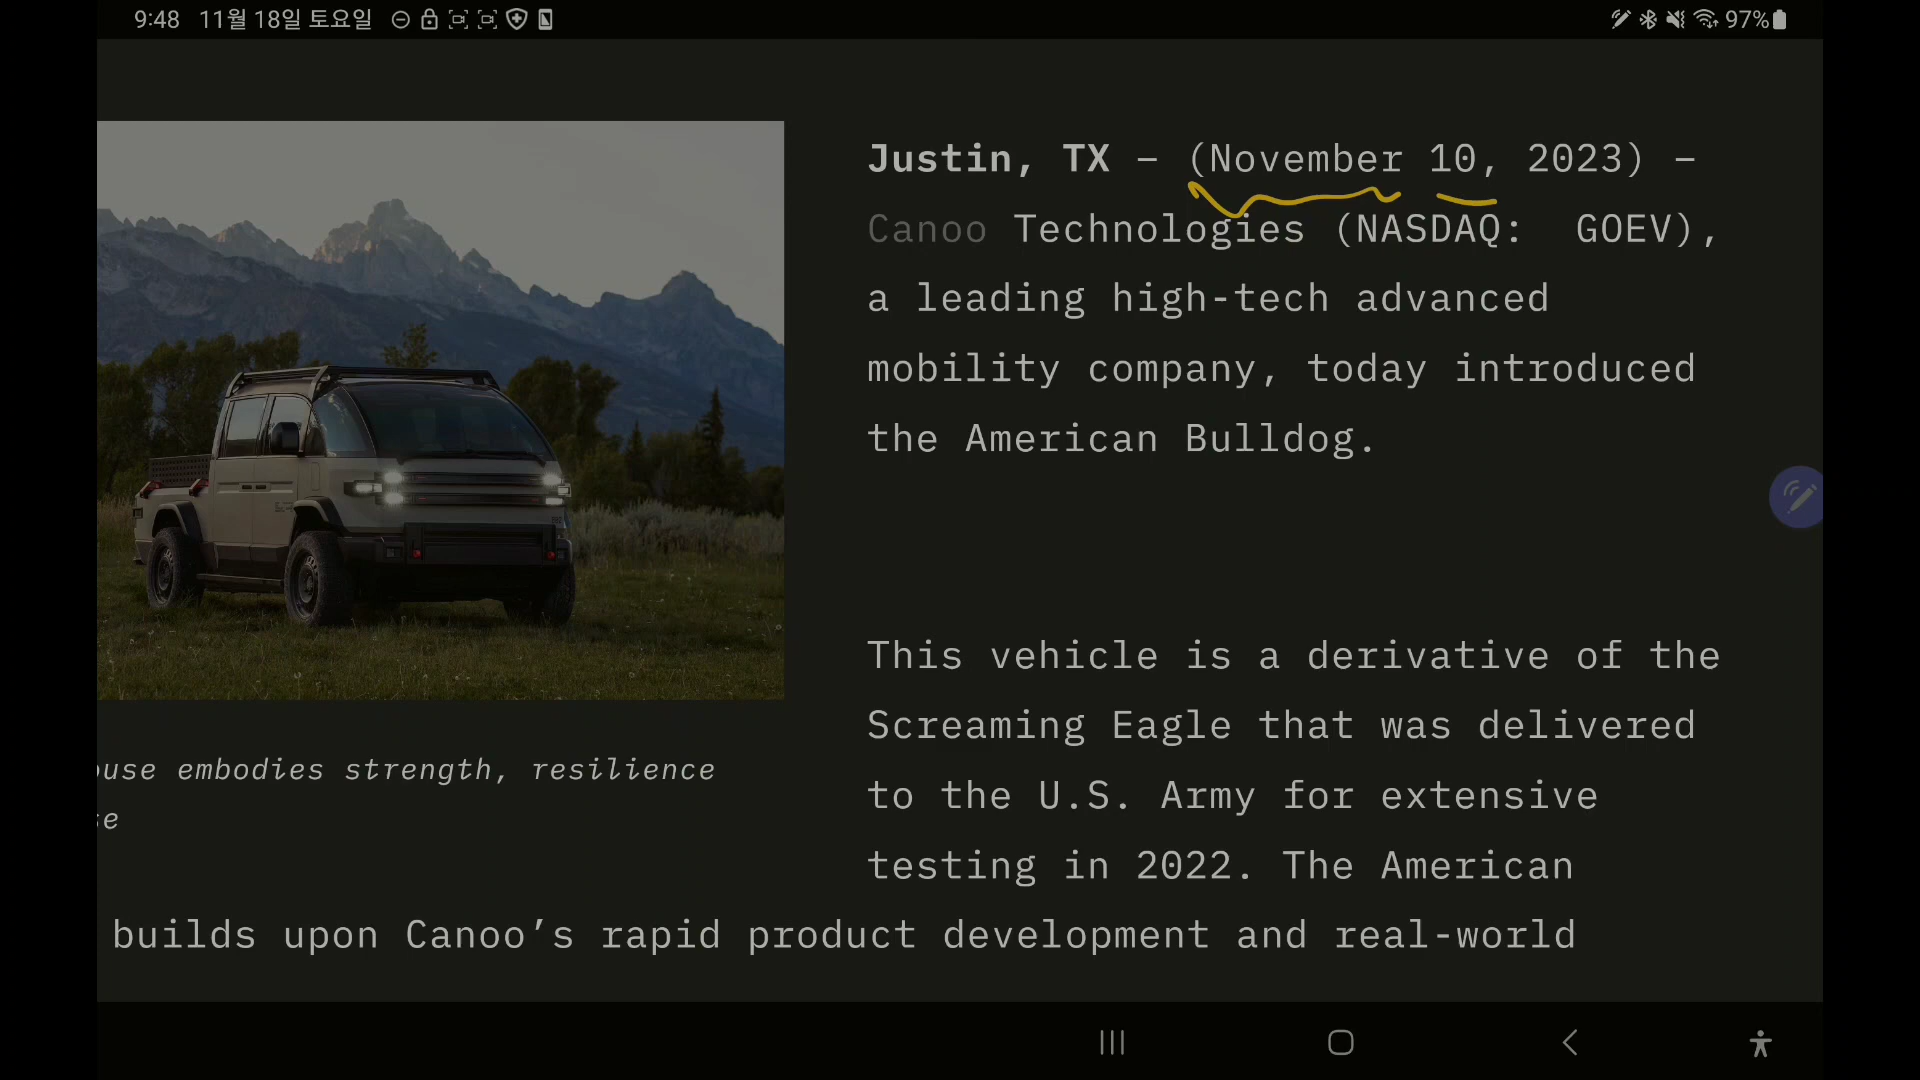 9:48 11월 18일 토요일
97%
Justin, TX – (November 10, 2023) –
Canoo Technologies (NASDAQ: GOEV),
a leading high-tech advanced
mobility company, today introduced
the American Bulldog.
This vehicle is a derivative of the
Screaming Eagle that was delivered
to the U.S. Army for extensive
testing in 2022. The American
builds upon Canoo’s rapid product development and real-world
ouse embodies strength, resilience
se